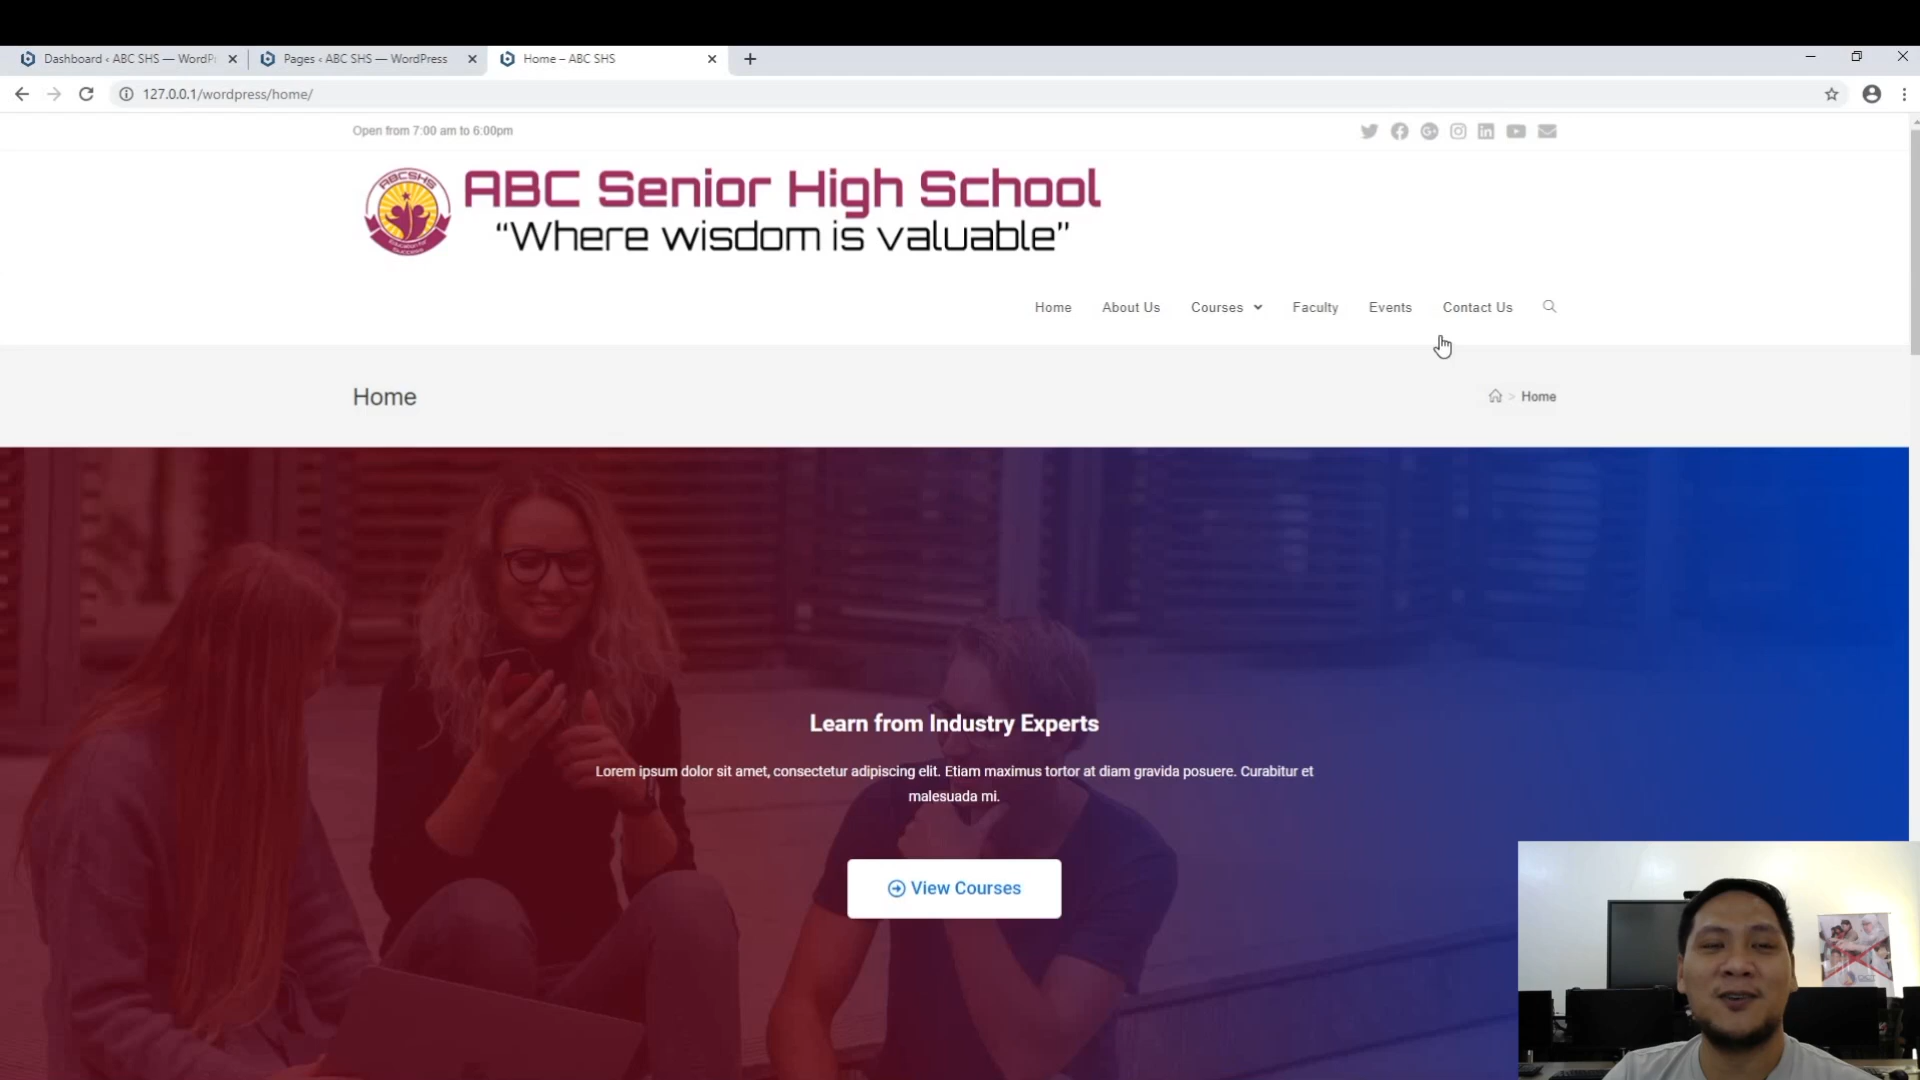 Dashboard ‹ ABC SHS — WordP
Pages ‹ ABC SHS — WordPress
Home – ABC SHS
127.0.0.1/wordpress/home/
Open from 7:00 am to 6:00pm
ABCSHS
ABC Senior High School
“Where wisdom is valuable”
Home
About Us
Courses
Faculty
Events
Contact Us
Home
> Home
Learn from Industry Experts
Lorem ipsum dolor sit amet, consectetur adipiscing elit. Etiam maximus tortor at diam gravida posuere. Curabitur et
malesuada mi.
View Courses